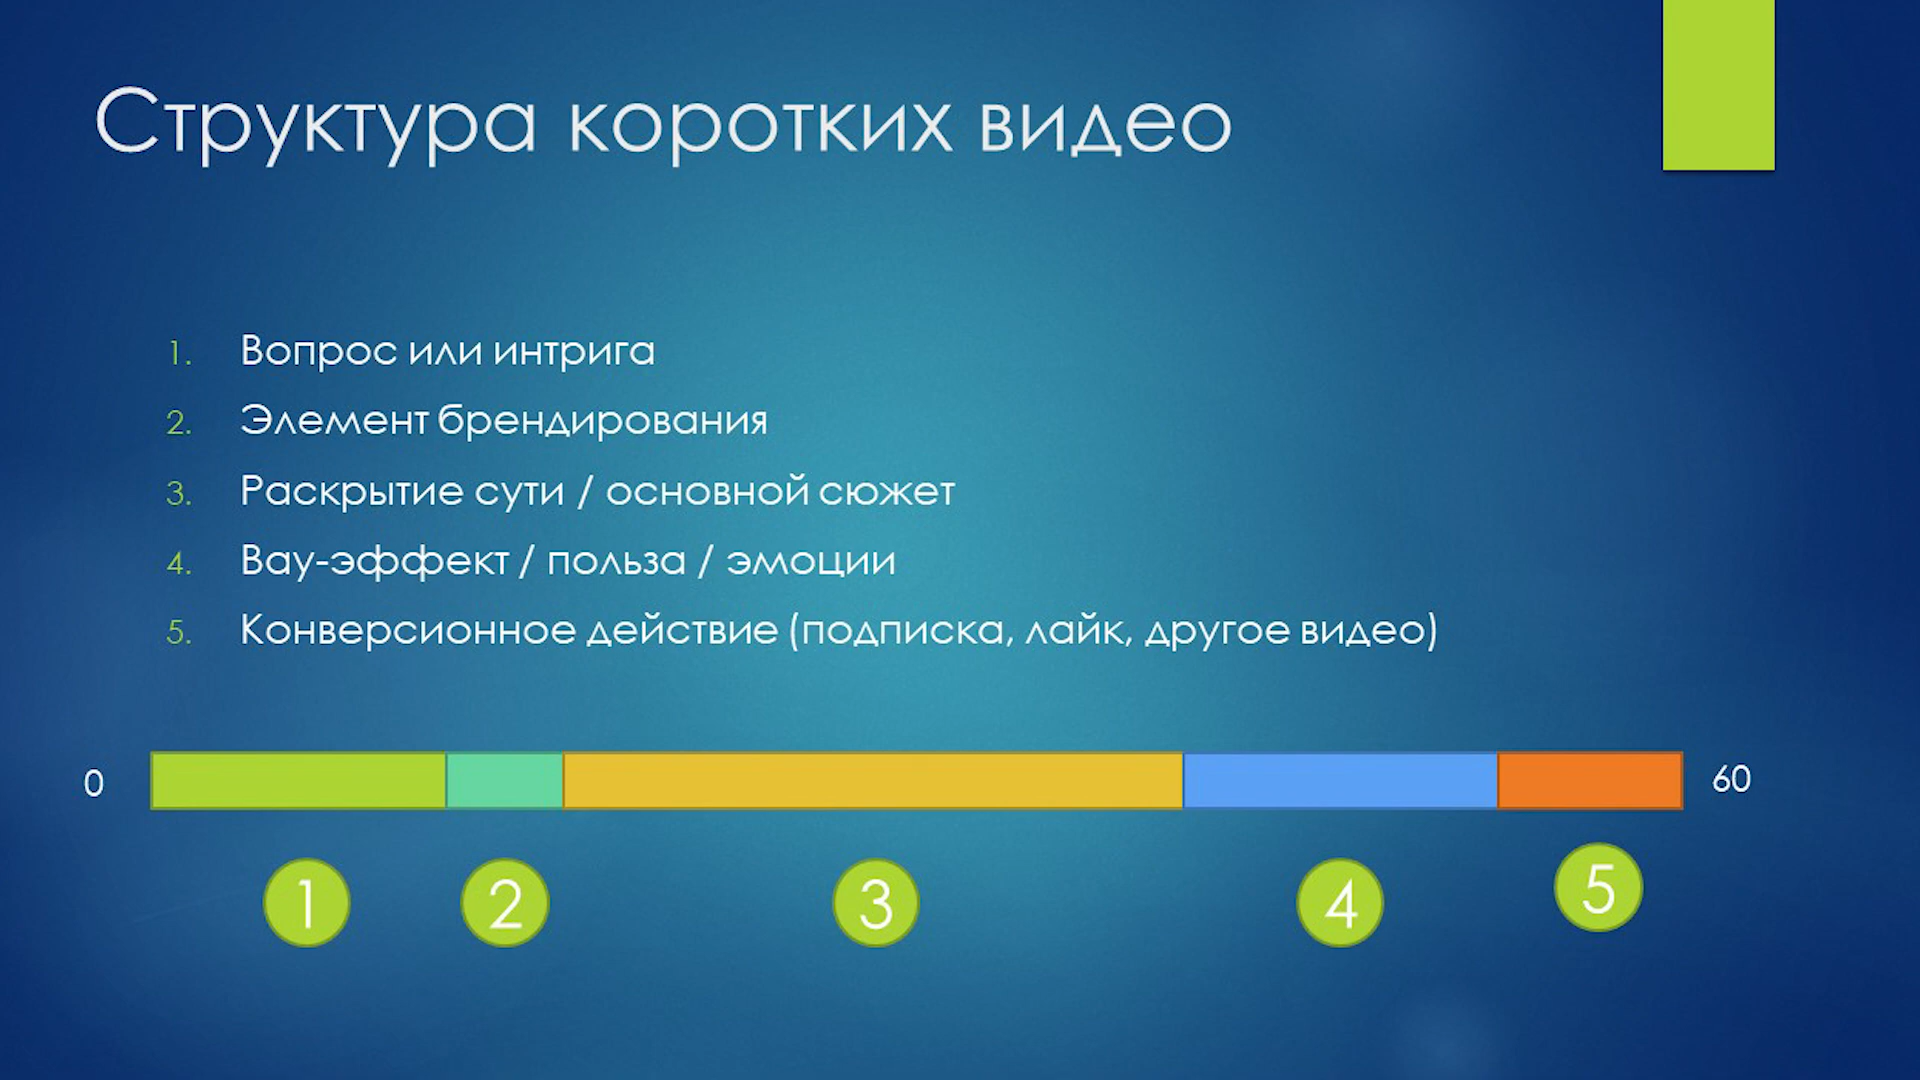 Структура коротких видео
1. Вопрос или интрига
2. Элемент брендирования
3. Раскрытие сути / основной сюжет
4. Вау-эффект / польза / эмоции
5. Конверсионное действие (подписка, лайк, другое видео)
0 60
1 2 3 4 5